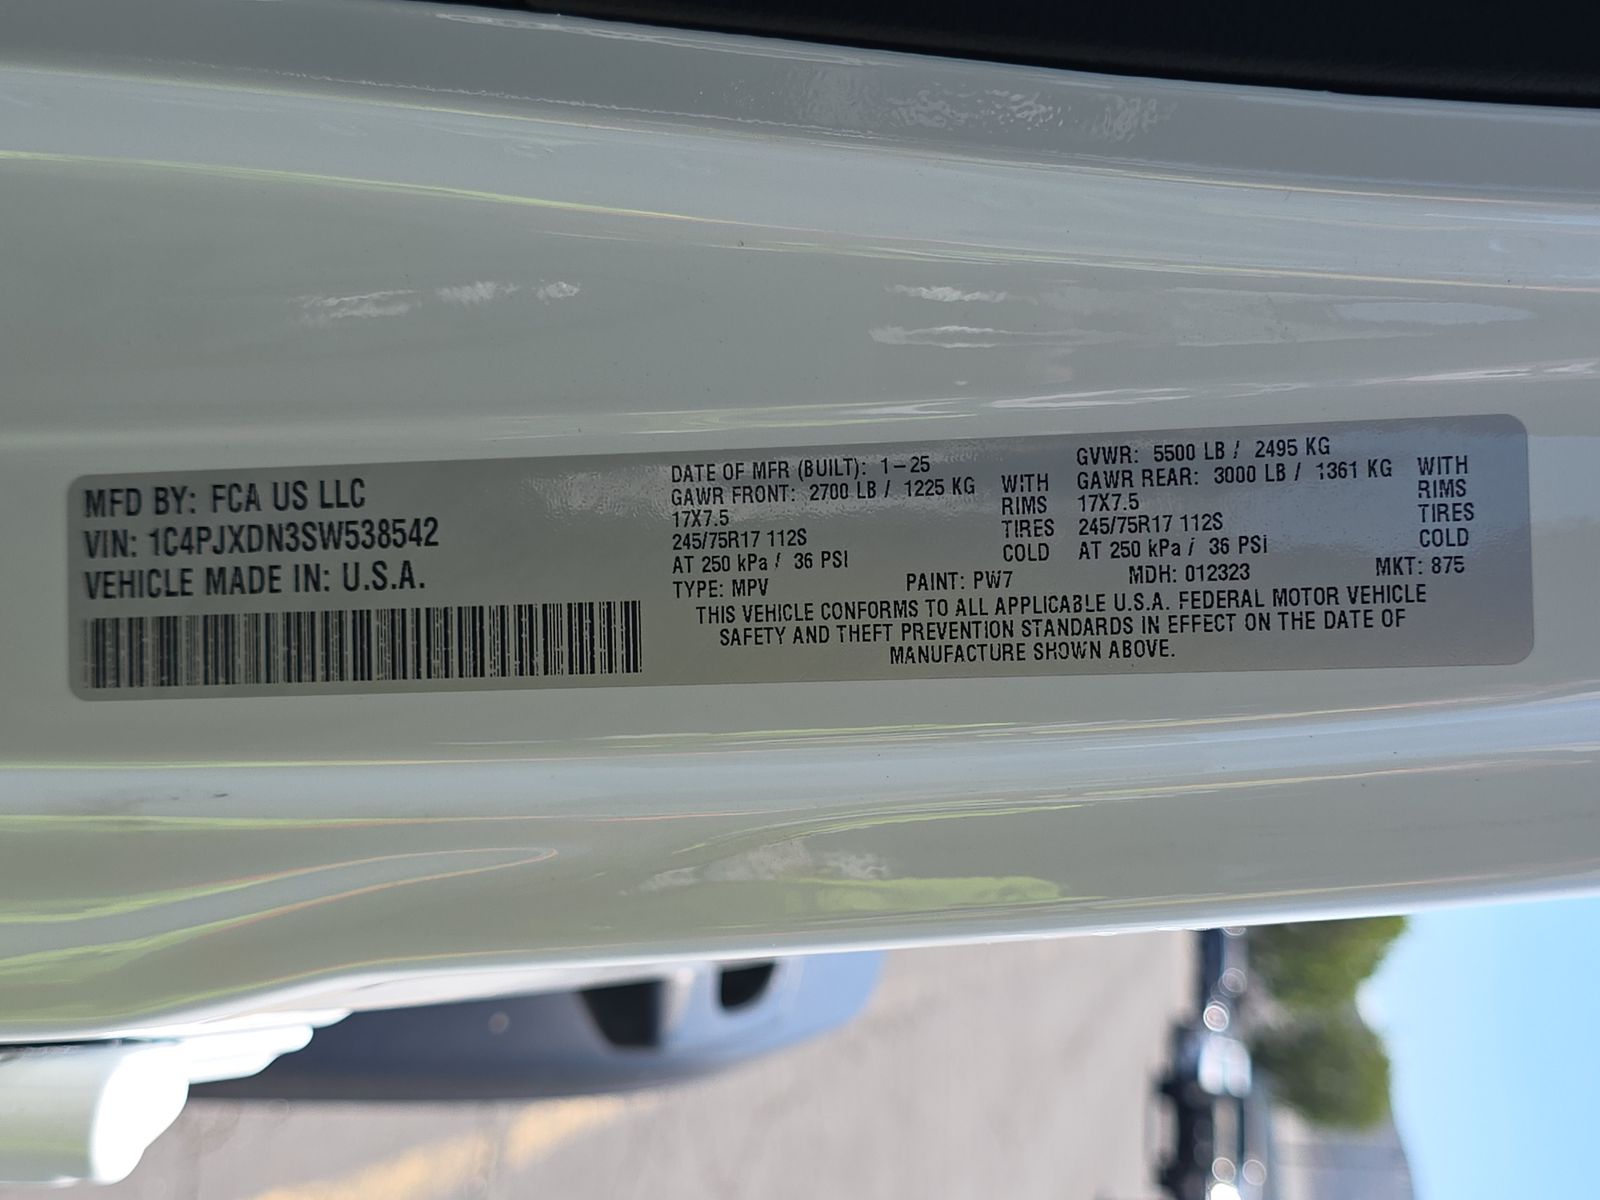 MFD BY: FCA US LLC
VIN: 1C4PJXDN3SW538542
VEHICLE MADE IN: U.S.A.
DATE OF MFR (BUILT): 1-25
GAWR FRONT: 2700 LB / 1225 KG WITH
17X7.5 RIMS
245/75R17 112S TIRES
AT 250 kPa / 36 PSI COLD
GVWR: 5500 LB / 2495 KG
GAWR REAR: 3000 LB / 1361 KG WITH
17X7.5 RIMS
245/75R17 112S TIRES
AT 250 kPa / 36 PSI COLD
TYPE: MPV PAINT: PW7 MDH: 012323 MKT: 875
THIS VEHICLE CONFORMS TO ALL APPLICABLE U.S.A. FEDERAL MOTOR VEHICLE
SAFETY AND THEFT PREVENTION STANDARDS IN EFFECT ON THE DATE OF
MANUFACTURE SHOWN ABOVE.